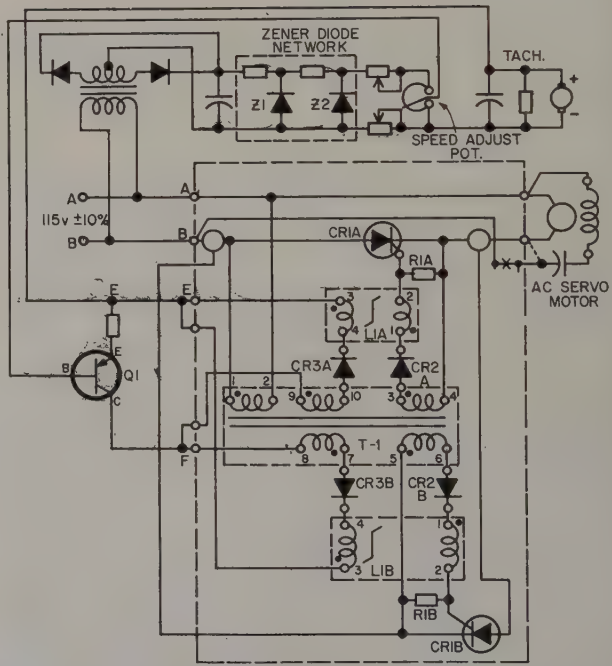 ZENER DIODE
NETWORK
TACH.
Z1
Z2
+
-
SPEED ADJUST
POT.
A
A
115v ±10%
B
B
CR1A
R1A
AC SERVO
MOTOR
E
E
3
2
4
L1A
1
E
B
Q1
C
CR3A
CR2
A
1
2
9
10
3
4
T-1
8
7
5
6
F
CR3B
CR2
B
4
1
3
L1B
2
R1B
CR1B